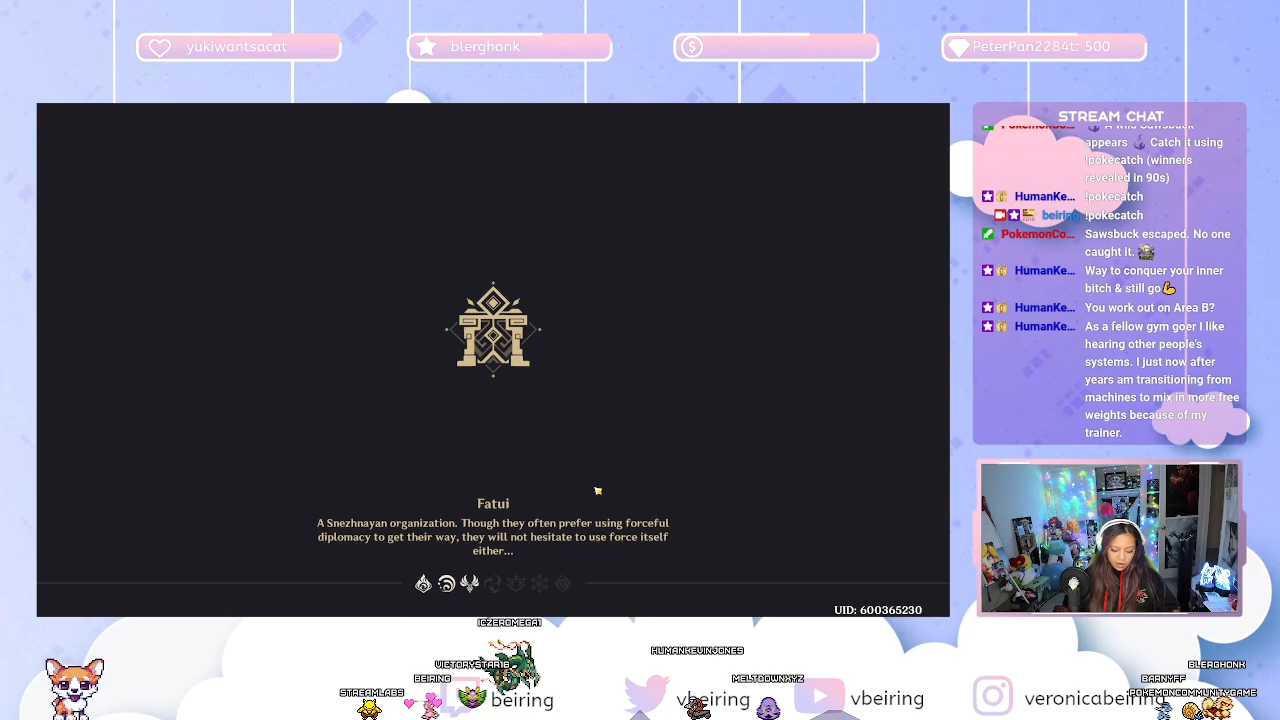 yukiwantsacat
blerghonk
PeterPan2284t: 500
STREAM CHAT
appears Catch it using
!pokecatch (winners
revealed in 90s)
HumanKe... !pokecatch
beiring !pokecatch
PokemonCo... Sawsbuck escaped. No one
caught it.
HumanKe... Way to conquer your inner
bitch & still go💪
HumanKe... You work out on Area B?
HumanKe... As a fellow gym goer I like
hearing other people's
systems. I just now after
years am transitioning from
machines to mix in more free
weights because of my
trainer.
Fatui
A Snezhnayan organization. Though they often prefer using forceful
diplomacy to get their way, they will not hesitate to use force itself
either...
UID: 600365230
ICZEROMEGA1
HUMANKEVINJONES
VICTORYSTAR16
BLERGHONK
BEIRING
MELTDOWNXYZ
BARNYFF
STREAMLABS
POKEMONCOMMUNITYGAME
beiring
vbeiring
vbeiring
veronicabeiring